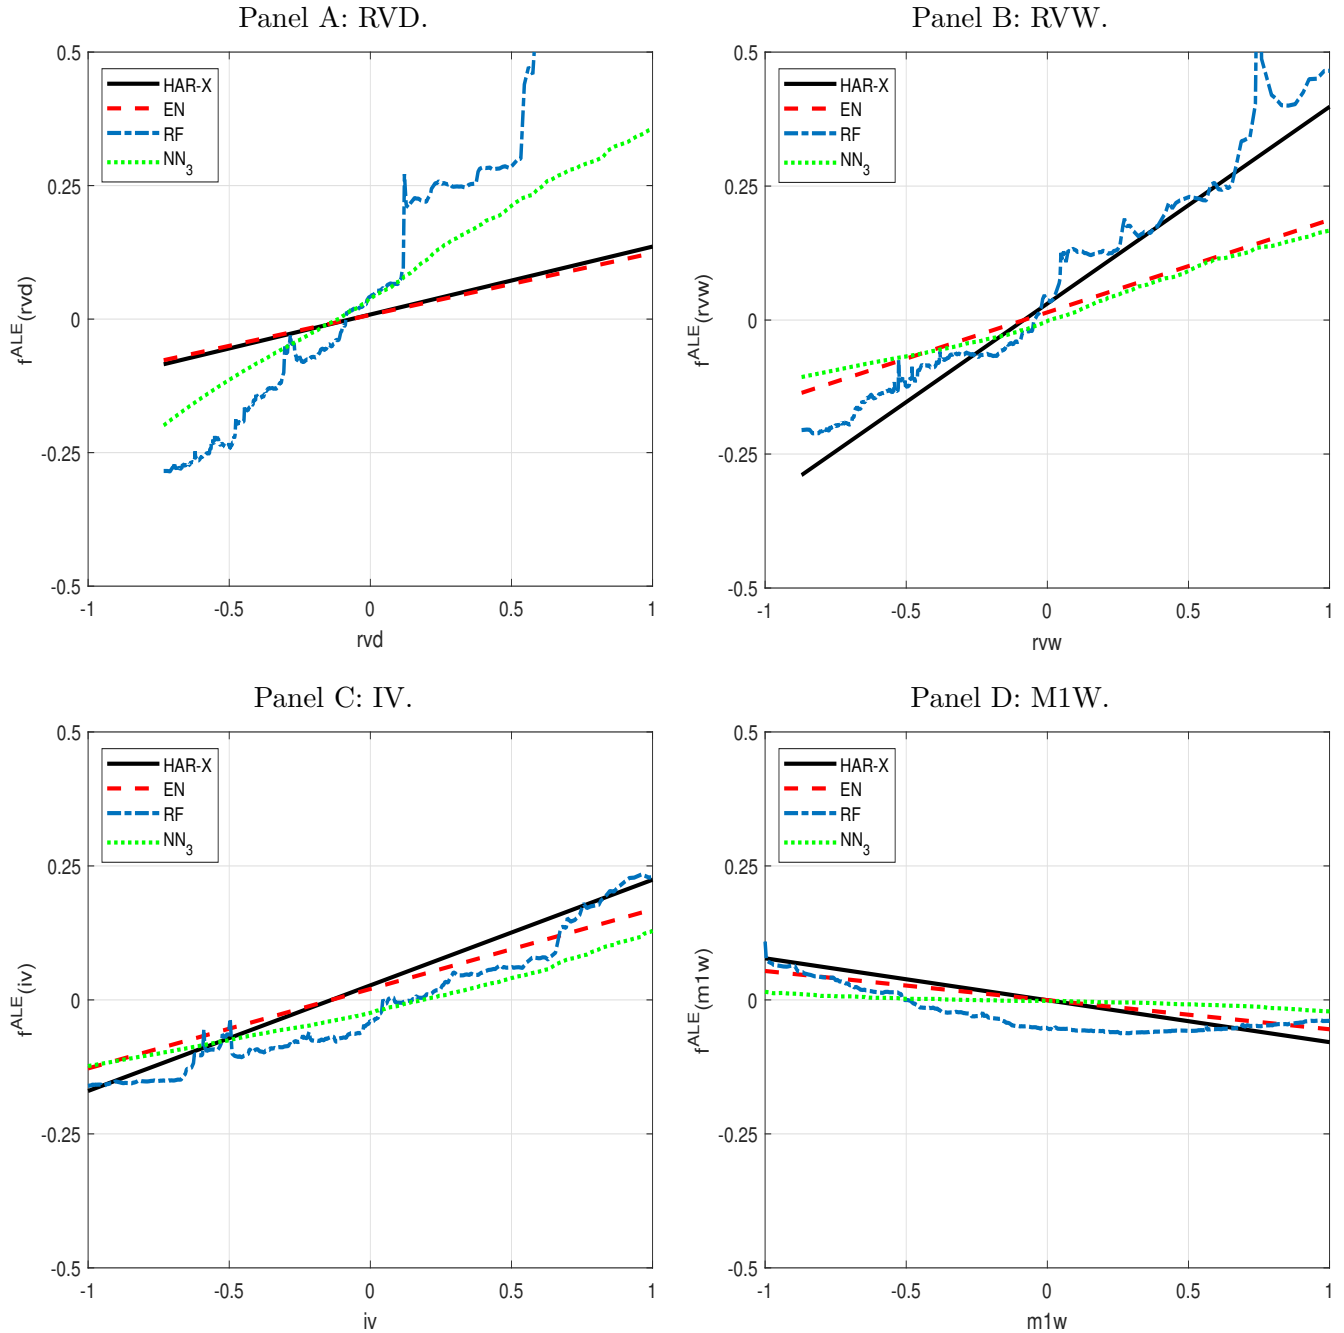 Panel A: RVD.
0.5
0.25
0
-0.25
-0.5
f^ALE(rvd)
HAR-X
EN
RF
NN_3
-1 -0.5 0 0.5 1
rvd
Panel B: RVW.
0.5
0.25
0
-0.25
-0.5
f^ALE(rvw)
HAR-X
EN
RF
NN_3
-1 -0.5 0 0.5 1
rvw
Panel C: IV.
0.5
0.25
0
-0.25
-0.5
f^ALE(iv)
HAR-X
EN
RF
NN_3
-1 -0.5 0 0.5 1
iv
Panel D: M1W.
0.5
0.25
0
-0.25
-0.5
f^ALE(m1w)
HAR-X
EN
RF
NN_3
-1 -0.5 0 0.5 1
m1w